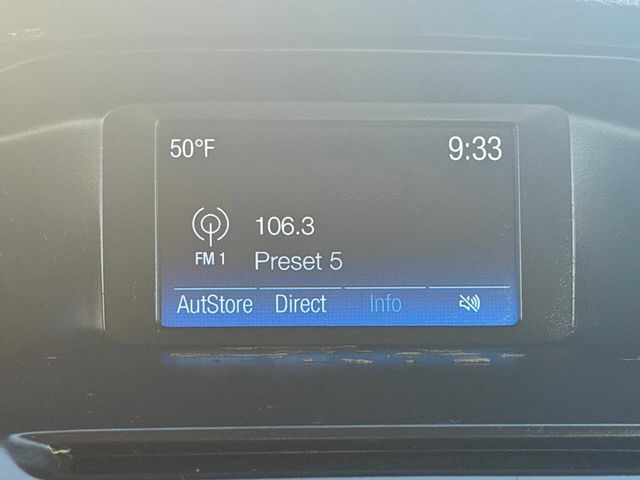 50°F 9:33
106.3
FM 1 Preset 5
AutStore Direct Info